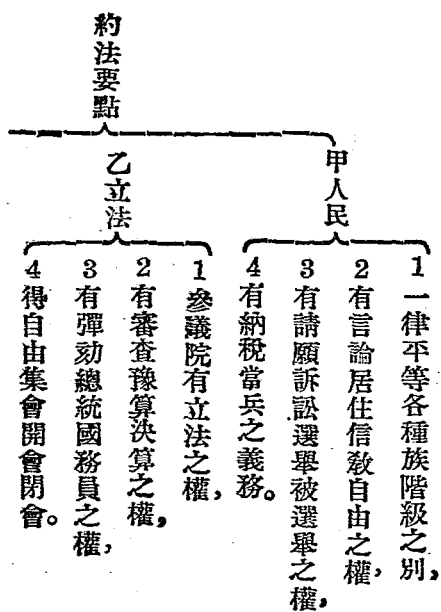 約法要點
甲人民
1一律平等各種族階級之別，
2有言論居住信敎自由之權，
3有請願訴訟選舉被選舉之權，
4有納稅當兵之義務。
乙立法
1參議院有立法之權，
2有審查豫算決算之權，
3有彈劾總統國務員之權，
4得自由集會開會閉會。